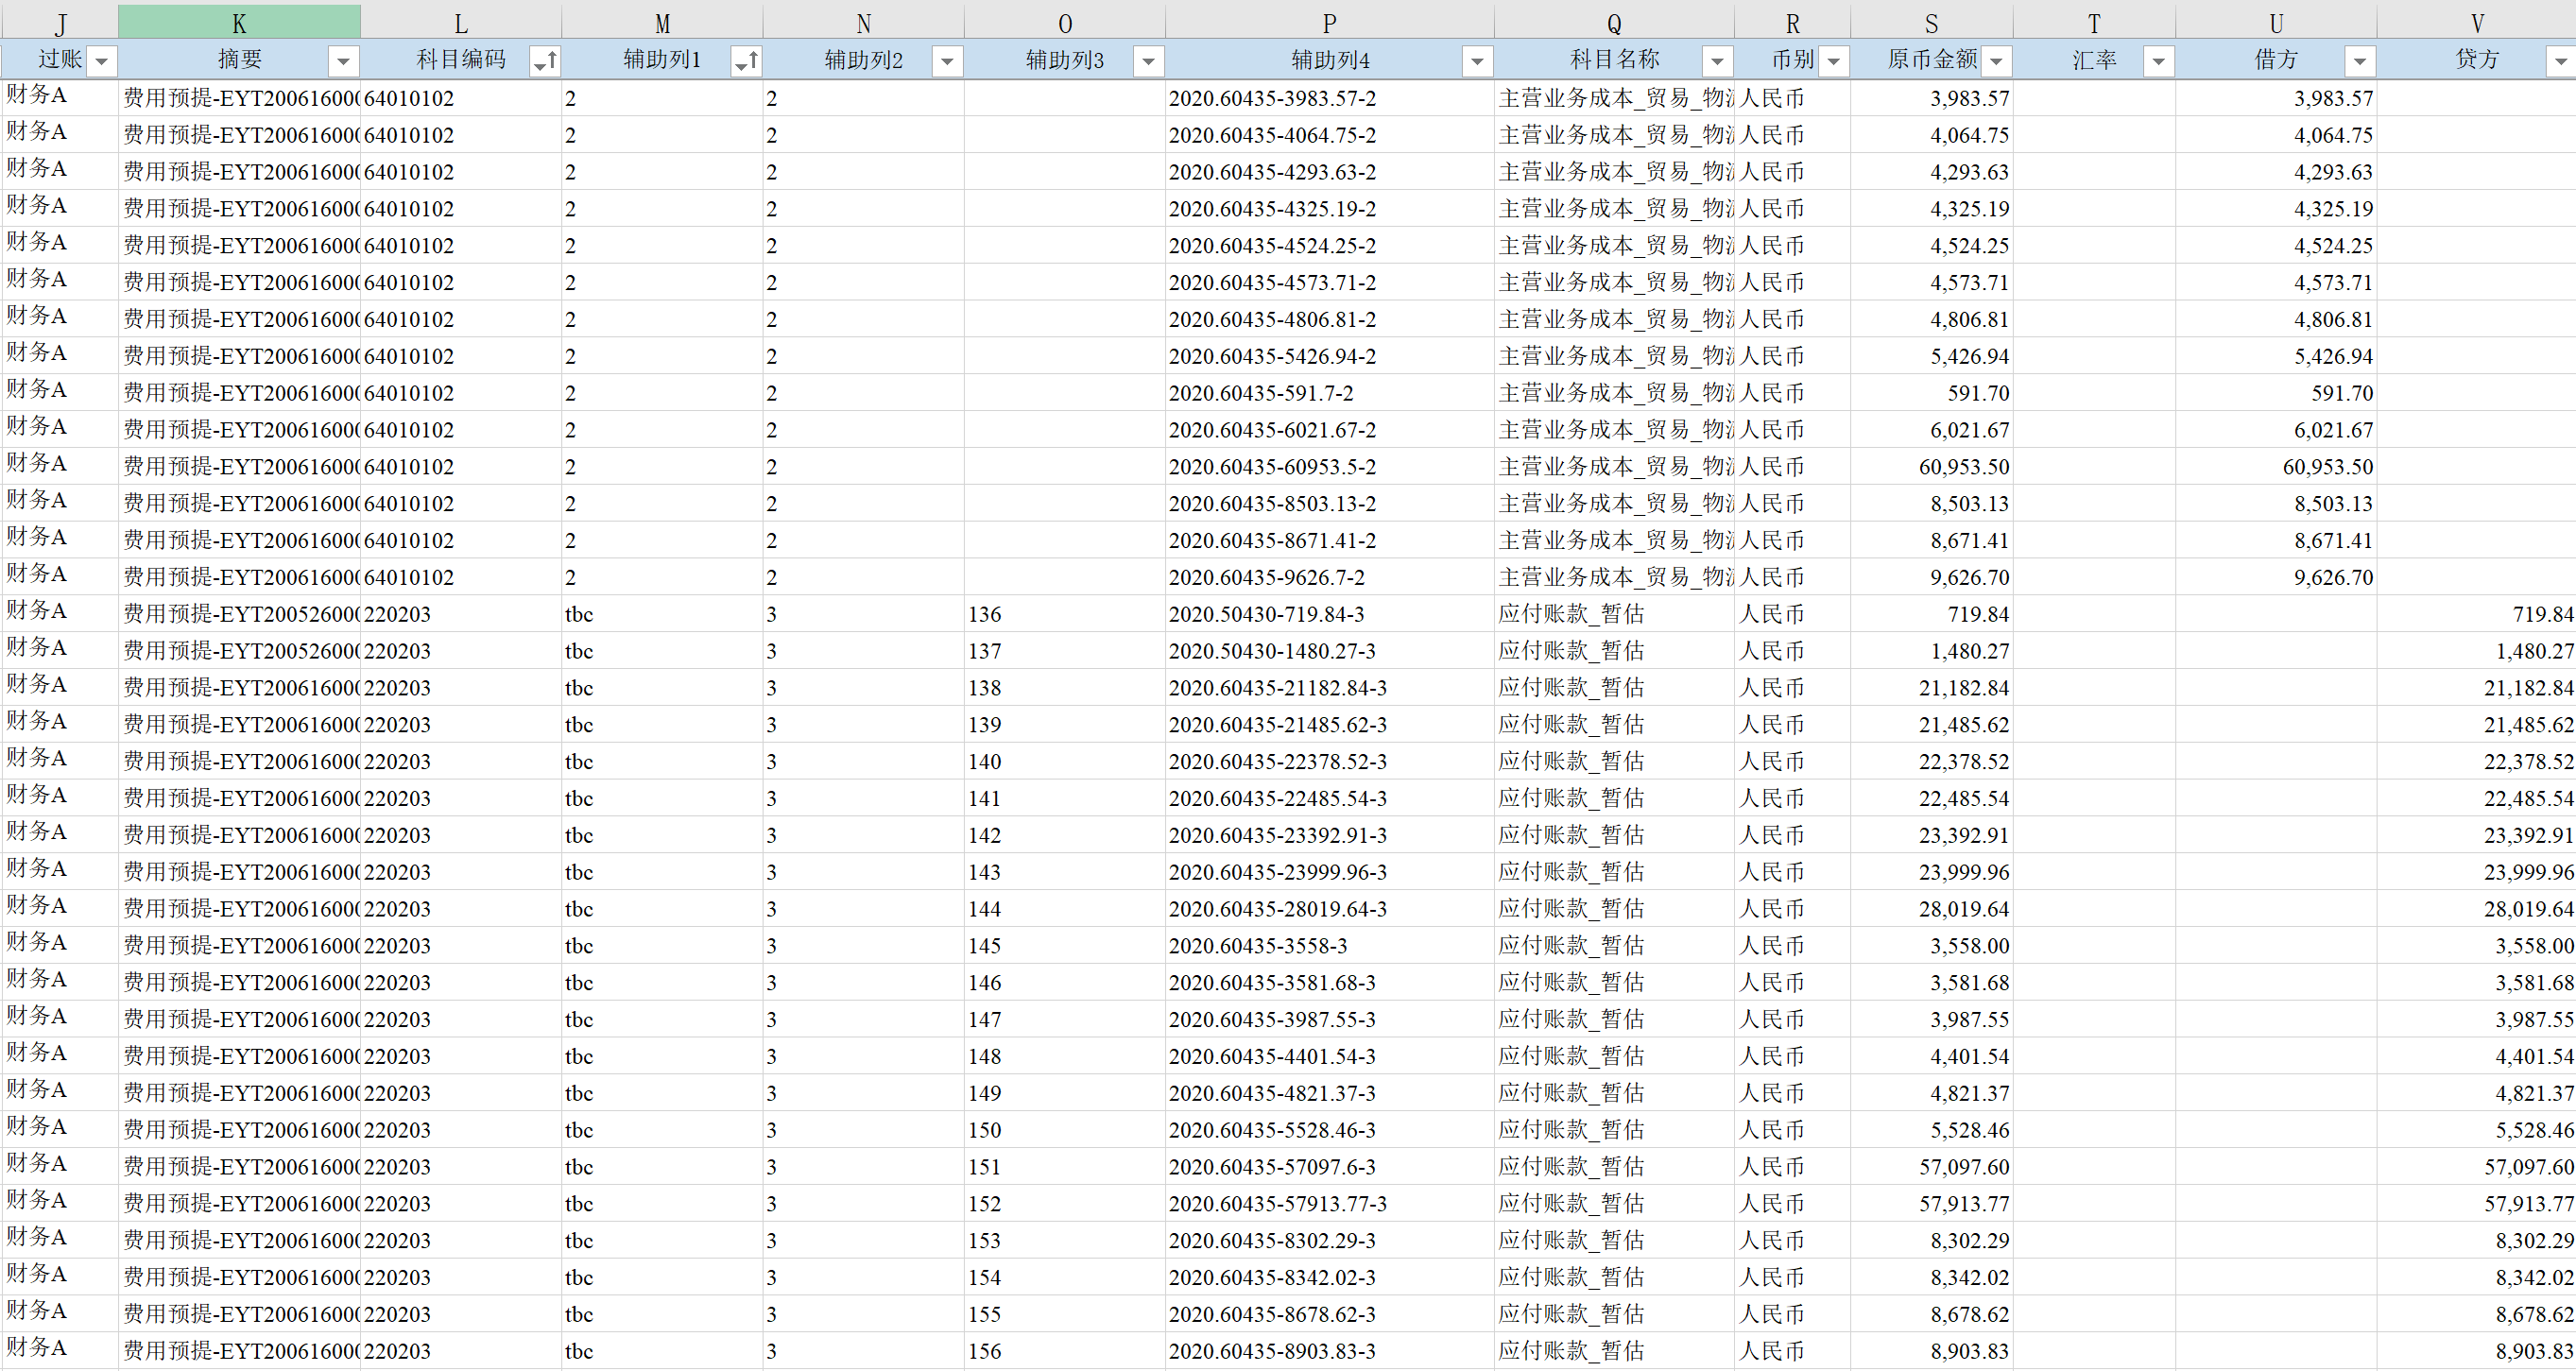 J K L M N O P Q R S T U V
过账 摘要 科目编码 辅助列1 辅助列2 辅助列3 辅助列4 科目名称 币别 原币金额 汇率 借方 贷方
财务A 费用预提-EYT200616000 64010102 2 2 2020.60435-3983.57-2 主营业务成本_贸易_物 人民币 3,983.57 3,983.57
财务A 费用预提-EYT200616000 64010102 2 2 2020.60435-4064.75-2 主营业务成本_贸易_物 人民币 4,064.75 4,064.75
财务A 费用预提-EYT200616000 64010102 2 2 2020.60435-4293.63-2 主营业务成本_贸易_物 人民币 4,293.63 4,293.63
财务A 费用预提-EYT200616000 64010102 2 2 2020.60435-4325.19-2 主营业务成本_贸易_物 人民币 4,325.19 4,325.19
财务A 费用预提-EYT200616000 64010102 2 2 2020.60435-4524.25-2 主营业务成本_贸易_物 人民币 4,524.25 4,524.25
财务A 费用预提-EYT200616000 64010102 2 2 2020.60435-4573.71-2 主营业务成本_贸易_物 人民币 4,573.71 4,573.71
财务A 费用预提-EYT200616000 64010102 2 2 2020.60435-4806.81-2 主营业务成本_贸易_物 人民币 4,806.81 4,806.81
财务A 费用预提-EYT200616000 64010102 2 2 2020.60435-5426.94-2 主营业务成本_贸易_物 人民币 5,426.94 5,426.94
财务A 费用预提-EYT200616000 64010102 2 2 2020.60435-591.7-2 主营业务成本_贸易_物 人民币 591.70 591.70
财务A 费用预提-EYT200616000 64010102 2 2 2020.60435-6021.67-2 主营业务成本_贸易_物 人民币 6,021.67 6,021.67
财务A 费用预提-EYT200616000 64010102 2 2 2020.60435-60953.5-2 主营业务成本_贸易_物 人民币 60,953.50 60,953.50
财务A 费用预提-EYT200616000 64010102 2 2 2020.60435-8503.13-2 主营业务成本_贸易_物 人民币 8,503.13 8,503.13
财务A 费用预提-EYT200616000 64010102 2 2 2020.60435-8671.41-2 主营业务成本_贸易_物 人民币 8,671.41 8,671.41
财务A 费用预提-EYT200616000 64010102 2 2 2020.60435-9626.7-2 主营业务成本_贸易_物 人民币 9,626.70 9,626.70
财务A 费用预提-EYT200526000 220203 tbc 3 136 2020.50430-719.84-3 应付账款_暂估 人民币 719.84 719.84
财务A 费用预提-EYT200526000 220203 tbc 3 137 2020.50430-1480.27-3 应付账款_暂估 人民币 1,480.27 1,480.27
财务A 费用预提-EYT200616000 220203 tbc 3 138 2020.60435-21182.84-3 应付账款_暂估 人民币 21,182.84 21,182.84
财务A 费用预提-EYT200616000 220203 tbc 3 139 2020.60435-21485.62-3 应付账款_暂估 人民币 21,485.62 21,485.62
财务A 费用预提-EYT200616000 220203 tbc 3 140 2020.60435-22378.52-3 应付账款_暂估 人民币 22,378.52 22,378.52
财务A 费用预提-EYT200616000 220203 tbc 3 141 2020.60435-22485.54-3 应付账款_暂估 人民币 22,485.54 22,485.54
财务A 费用预提-EYT200616000 220203 tbc 3 142 2020.60435-23392.91-3 应付账款_暂估 人民币 23,392.91 23,392.91
财务A 费用预提-EYT200616000 220203 tbc 3 143 2020.60435-23999.96-3 应付账款_暂估 人民币 23,999.96 23,999.96
财务A 费用预提-EYT200616000 220203 tbc 3 144 2020.60435-28019.64-3 应付账款_暂估 人民币 28,019.64 28,019.64
财务A 费用预提-EYT200616000 220203 tbc 3 145 2020.60435-3558-3 应付账款_暂估 人民币 3,558.00 3,558.00
财务A 费用预提-EYT200616000 220203 tbc 3 146 2020.60435-3581.68-3 应付账款_暂估 人民币 3,581.68 3,581.68
财务A 费用预提-EYT200616000 220203 tbc 3 147 2020.60435-3987.55-3 应付账款_暂估 人民币 3,987.55 3,987.55
财务A 费用预提-EYT200616000 220203 tbc 3 148 2020.60435-4401.54-3 应付账款_暂估 人民币 4,401.54 4,401.54
财务A 费用预提-EYT200616000 220203 tbc 3 149 2020.60435-4821.37-3 应付账款_暂估 人民币 4,821.37 4,821.37
财务A 费用预提-EYT200616000 220203 tbc 3 150 2020.60435-5528.46-3 应付账款_暂估 人民币 5,528.46 5,528.46
财务A 费用预提-EYT200616000 220203 tbc 3 151 2020.60435-57097.6-3 应付账款_暂估 人民币 57,097.60 57,097.60
财务A 费用预提-EYT200616000 220203 tbc 3 152 2020.60435-57913.77-3 应付账款_暂估 人民币 57,913.77 57,913.77
财务A 费用预提-EYT200616000 220203 tbc 3 153 2020.60435-8302.29-3 应付账款_暂估 人民币 8,302.29 8,302.29
财务A 费用预提-EYT200616000 220203 tbc 3 154 2020.60435-8342.02-3 应付账款_暂估 人民币 8,342.02 8,342.02
财务A 费用预提-EYT200616000 220203 tbc 3 155 2020.60435-8678.62-3 应付账款_暂估 人民币 8,678.62 8,678.62
财务A 费用预提-EYT200616000 220203 tbc 3 156 2020.60435-8903.83-3 应付账款_暂估 人民币 8,903.83 8,903.83